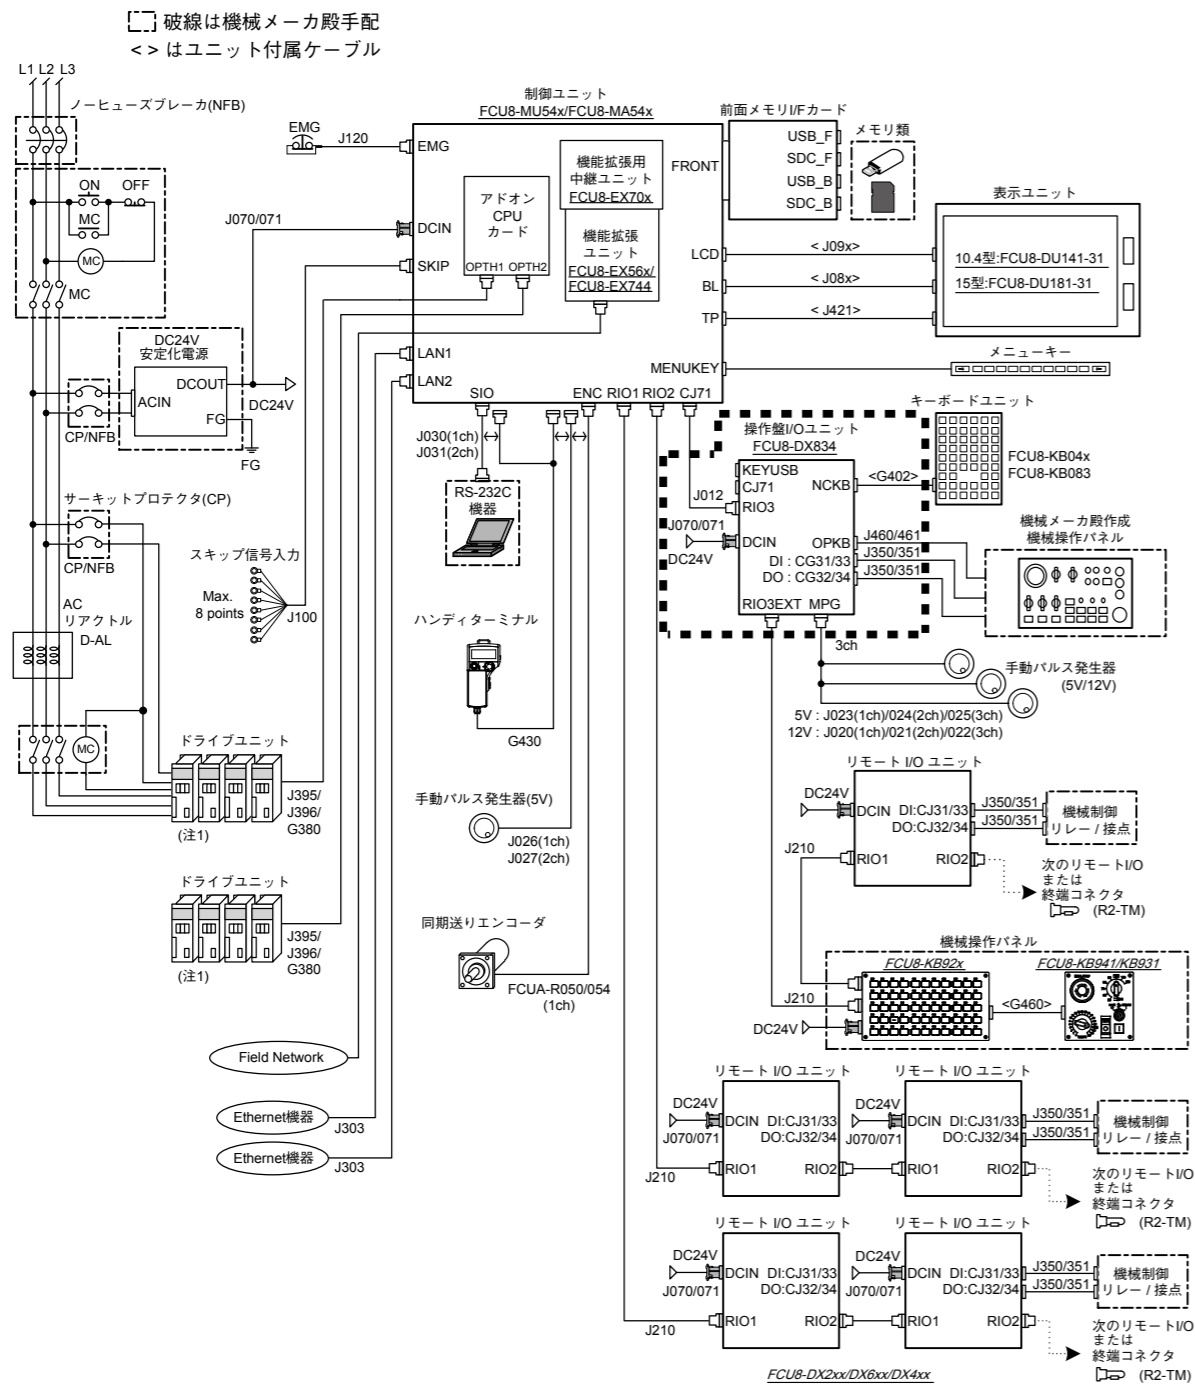 破線は機械メーカ殿手配
< > はユニット付属ケーブル
L1 L2 L3
ノーヒューズブレーカ(NFB)
ON
OFF
MC
MC
MC
DC24V
安定化電源
DCOUT
ACIN
FG
DC24V
FG
CP/NFB
サーキットプロテクタ(CP)
CP/NFB
AC
リアクトル
D-AL
MC
EMG
J120
J070/071
制御ユニット
FCU8-MU54x/FCU8-MA54x
EMG
DCIN
SKIP
LAN1
LAN2
アドオン
CPU
カード
OPTH1 OPTH2
機能拡張用
中継ユニット
FCU8-EX70x
機能拡張
ユニット
FCU8-EX56x/
FCU8-EX744
FRONT
LCD
BL
TP
MENUKEY
SIO
ENC RIO1 RIO2 CJ71
前面メモリI/Fカード
USB_F
SDC_F
USB_B
SDC_B
メモリ類
表示ユニット
10.4型:FCU8-DU141-31
15型:FCU8-DU181-31
< J09x>
< J08x>
< J421>
メニューキー
キーボードユニット
FCU8-KB04x
FCU8-KB083
操作盤I/Oユニット
FCU8-DX834
KEYUSB
CJ71
RIO3
DCIN
NCKB
OPKB
DI : CG31/33
DO : CG32/34
RIO3EXT MPG
<G402>
J012
J070/071
DC24V
J460/461
J350/351
J350/351
機械メーカ殿作成
機械操作パネル
3ch
手動パルス発生器
(5V/12V)
5V : J023(1ch)/024(2ch)/025(3ch)
12V : J020(1ch)/021(2ch)/022(3ch)
J030(1ch)
J031(2ch)
RS-232C
機器
スキップ信号入力
Max.
8 points
J100
ハンディターミナル
G430
手動パルス発生器(5V)
J026(1ch)
J027(2ch)
同期送りエンコーダ
FCUA-R050/054
(1ch)
ドライブユニット
(注1)
J395/
J396/
G380
ドライブユニット
(注1)
J395/
J396/
G380
Field Network
Ethernet機器
J303
Ethernet機器
J303
リモート I/O ユニット
DC24V
DCIN DI:CJ31/33
DO:CJ32/34
RIO1
RIO2
J210
J350/351
J350/351
機械制御
リレー / 接点
次のリモートI/O
または
終端コネクタ
(R2-TM)
機械操作パネル
FCU8-KB92x
FCU8-KB941/KB931
J210
DC24V
<G460>
リモート I/O ユニット
リモート I/O ユニット
DC24V
J070/071
DCIN DI:CJ31/33
DO:CJ32/34
RIO1
RIO2
J210
DC24V
J070/071
DCIN DI:CJ31/33
DO:CJ32/34
RIO1
RIO2
J350/351
J350/351
機械制御
リレー / 接点
次のリモートI/O
または
終端コネクタ
(R2-TM)
リモート I/O ユニット
リモート I/O ユニット
DC24V
J070/071
DCIN DI:CJ31/33
DO:CJ32/34
RIO1
RIO2
J210
DC24V
J070/071
DCIN DI:CJ31/33
DO:CJ32/34
RIO1
RIO2
J350/351
J350/351
機械制御
リレー / 接点
次のリモートI/O
または
終端コネクタ
(R2-TM)
FCU8-DX2xx/DX6xx/DX4xx